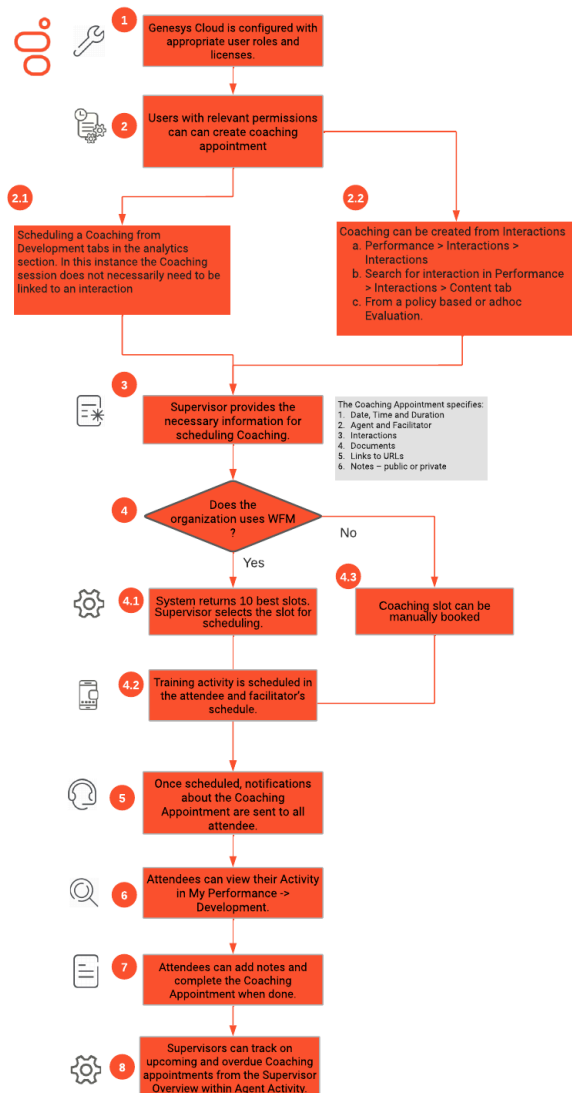 1
Genesys Cloud is configured with
appropriate user roles and
licenses.
2
Users with relevant permissions
can can create coaching
appointment
2.1
Scheduling a Coaching from
Development tabs in the analytics
section. In this instance the Coaching
session does not necessarily need to be
linked to an interaction
2.2
Coaching can be created from Interactions
a. Performance > Interactions >
Interactions
b. Search for interaction in Performance
> Interactions > Content tab
c. From a policy based or adhoc
Evaluation.
3
Supervisor provides the
necessary information for
scheduling Coaching.
The Coaching Appointment specifies:
1. Date, Time and Duration
2. Agent and Facilitator
3. Interactions
4. Documents
5. Links to URLs
6. Notes – public or private
4
Does the
organization uses WFM
?
No
Yes
4.1
System returns 10 best slots.
Supervisor selects the slot for
scheduling.
4.3
Coaching slot can be
manually booked
4.2
Training activity is scheduled in
the attendee and facilitator's
schedule.
5
Once scheduled, notifications
about the Coaching
Appointment are sent to all
attendee.
6
Attendees can view their Activity
in My Performance ->
Development.
7
Attendees can add notes and
complete the Coaching
Appointment when done.
8
Supervisors can track on
upcoming and overdue Coaching
appointments from the Supervisor
Overview within Agent Activity.